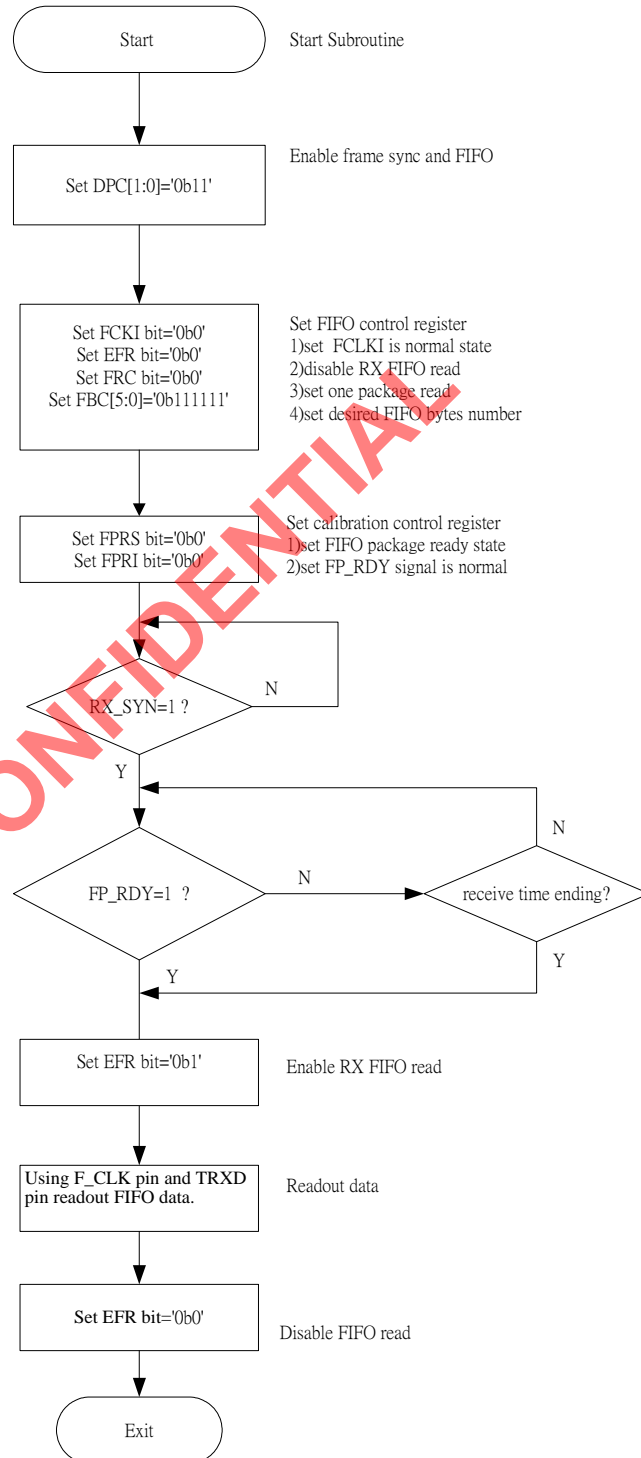 Start
Start Subroutine
Enable frame sync and FIFO
Set DPC[1:0]='0b11'
Set FCKI bit='0b0'
Set EFR bit='0b0'
Set FRC bit='0b0'
Set FBC[5:0]='0b111111'
Set FIFO control register
1)set FCLKI is normal state
2)disable RX FIFO read
3)set one package read
4)set desired FIFO bytes number
Set FPRS bit='0b0'
Set FPRI bit='0b0'
Set calibration control register
1)set FIFO package ready state
2)set FP_RDY signal is normal
RX_SYN=1 ?
N
Y
FP_RDY=1 ?
N
receive time ending?
N
Y
Y
Set EFR bit='0b1'
Enable RX FIFO read
Using F_CLK pin and TRXD
pin readout FIFO data.
Readout data
Set EFR bit='0b0'
Disable FIFO read
Exit
ONFIDENTIAL